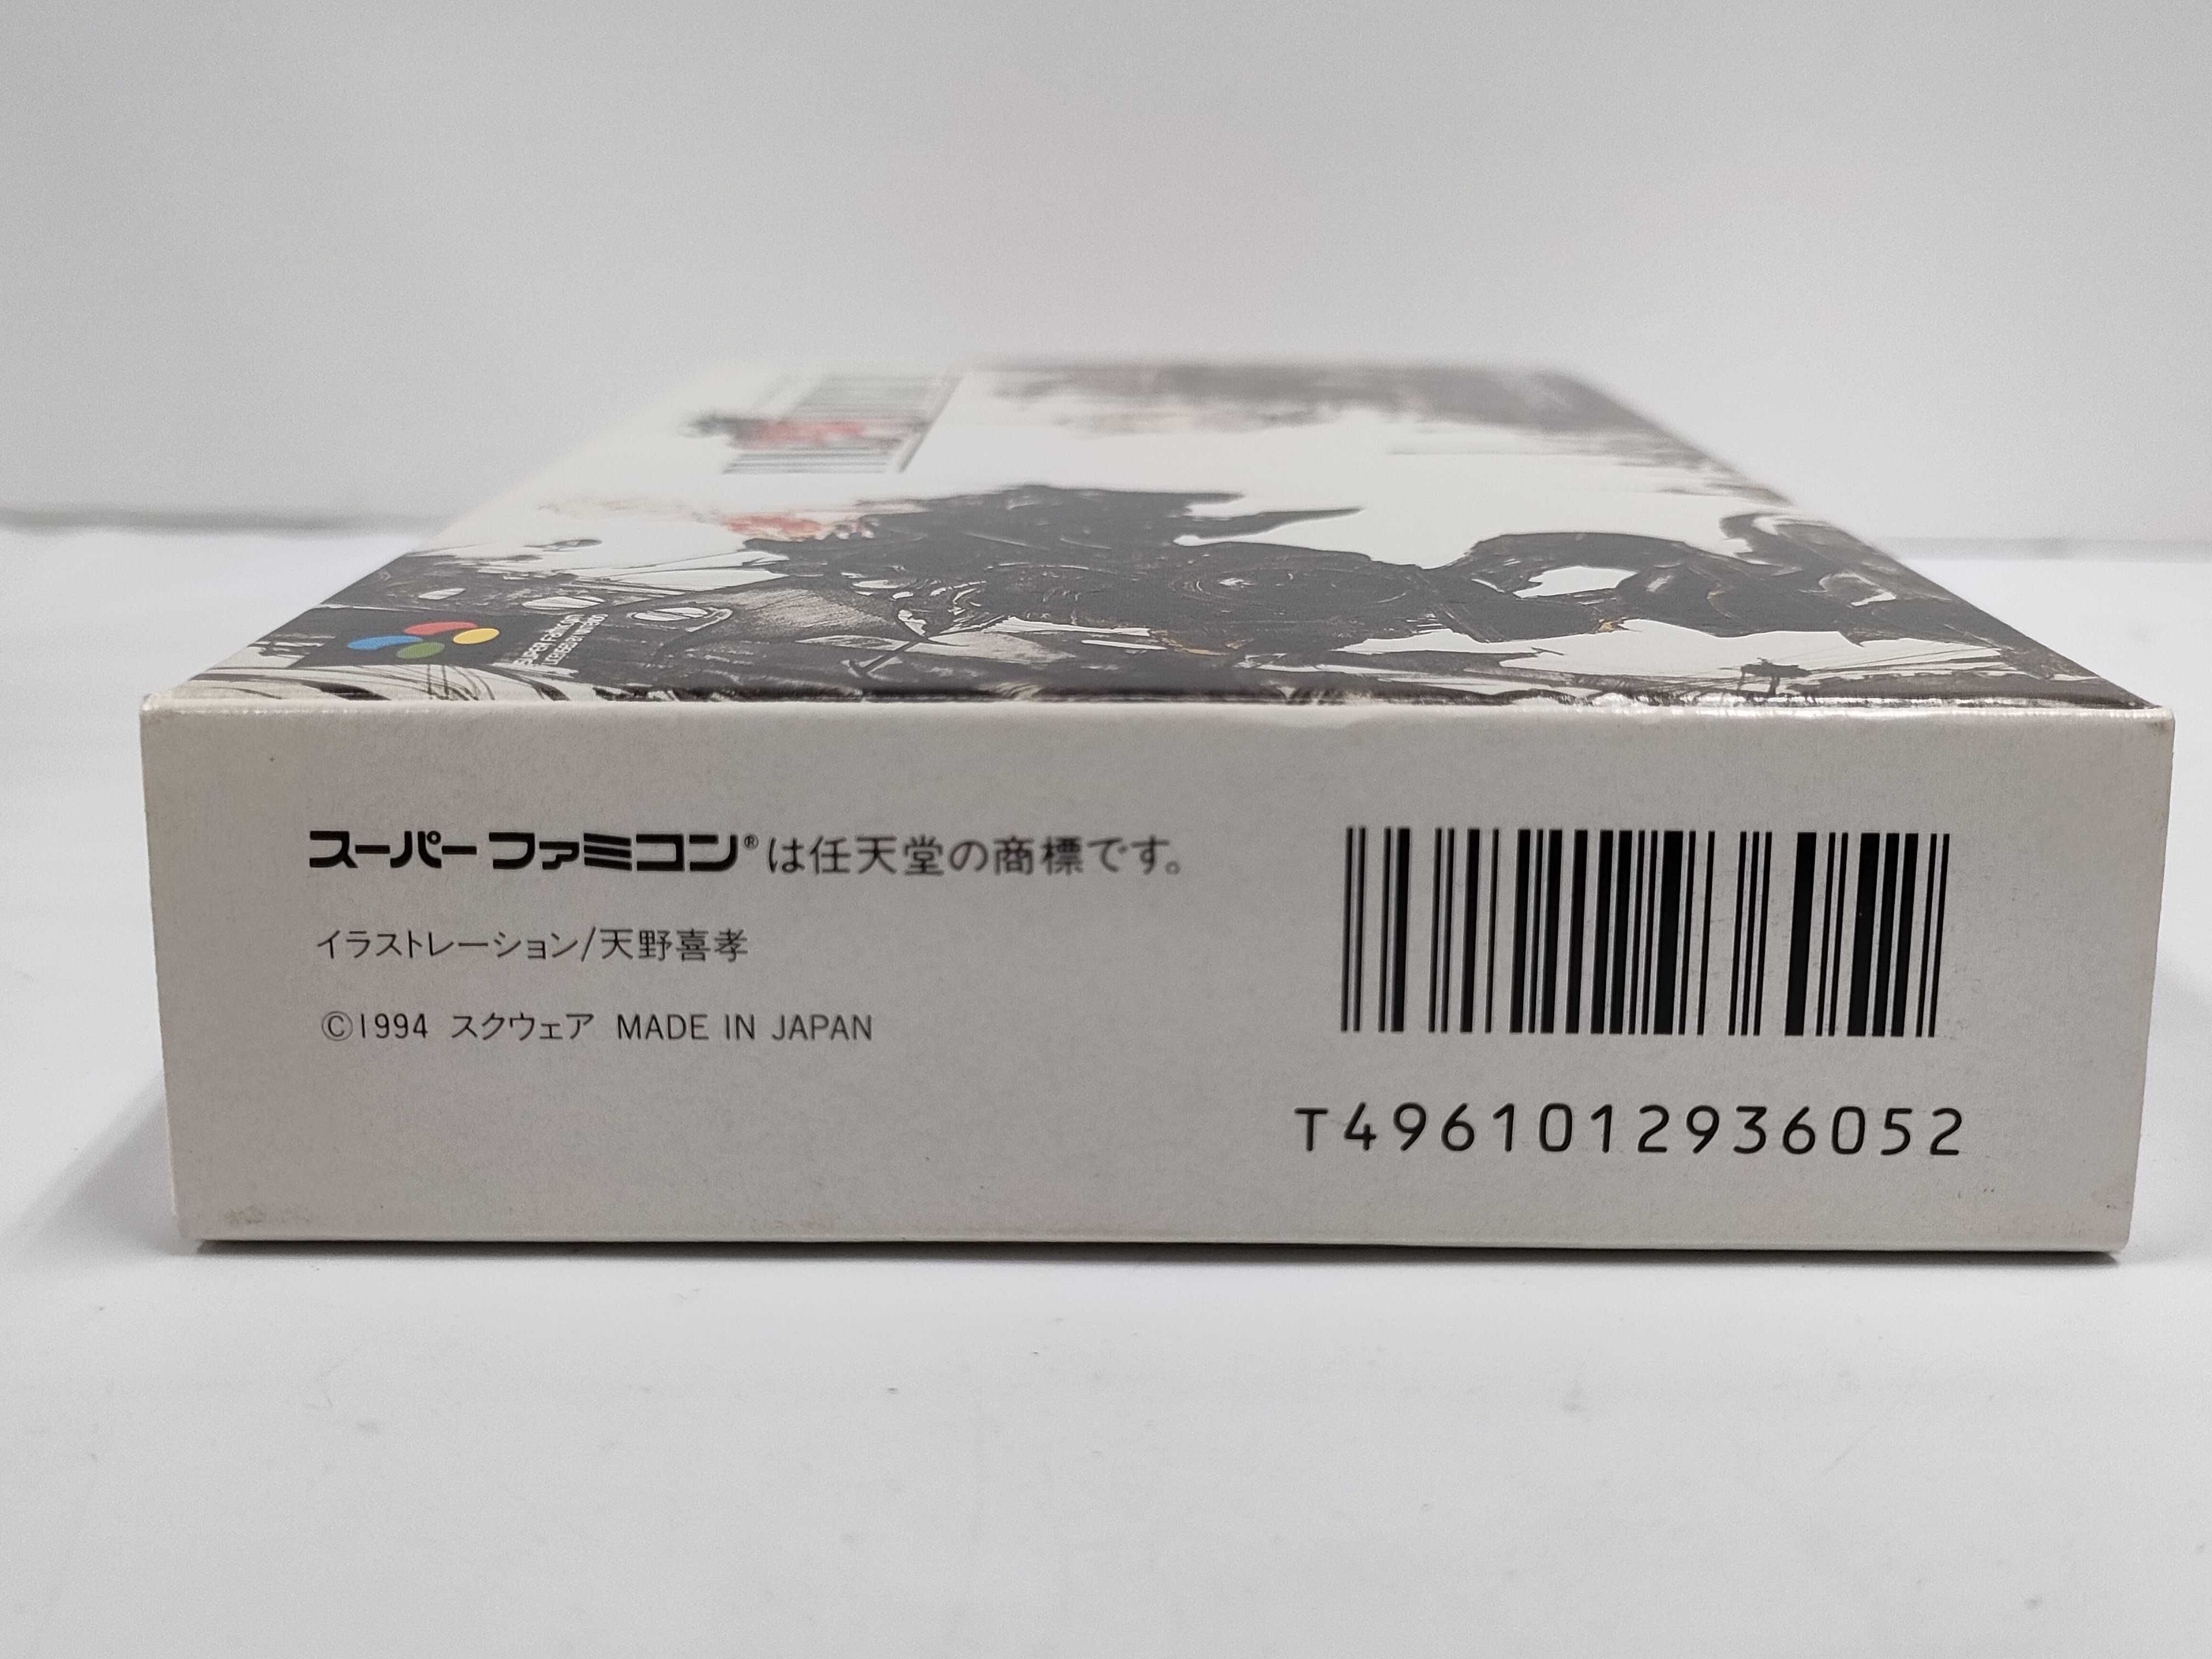 SUPER Famicom
スーパーファミコン®は任天堂の商標です。
イラストレーション/天野喜孝
©1994 スクウェア MADE IN JAPAN
T4961012936052